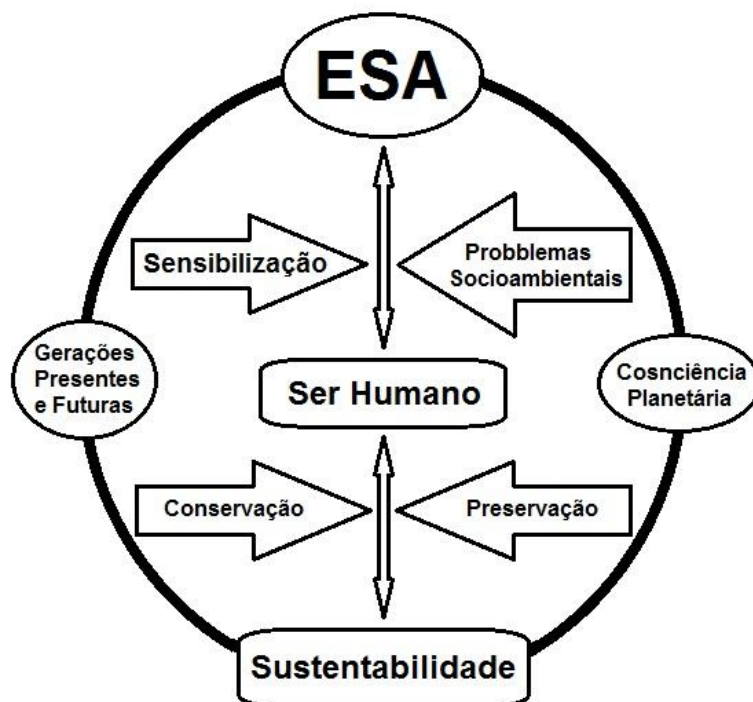 ESA
Sensibilização
Probblemas
Socioambientais
Gerações
Presentes
e Futuras
Ser Humano
Cosnciência
Planetária
Conservação
Preservação
Sustentabilidade